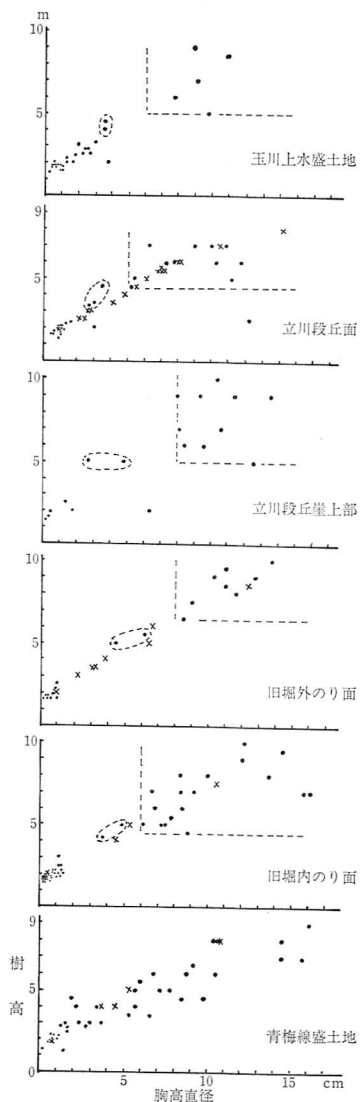 m
10
5
玉川上水盛土地
9
5
立川段丘面
10
5
立川段丘崖上部
10
5
旧堀外のり面
10
5
旧堀内のり面
9
樹
高
5
青梅線盛土地
0
5
10
15
cm
胸高直径